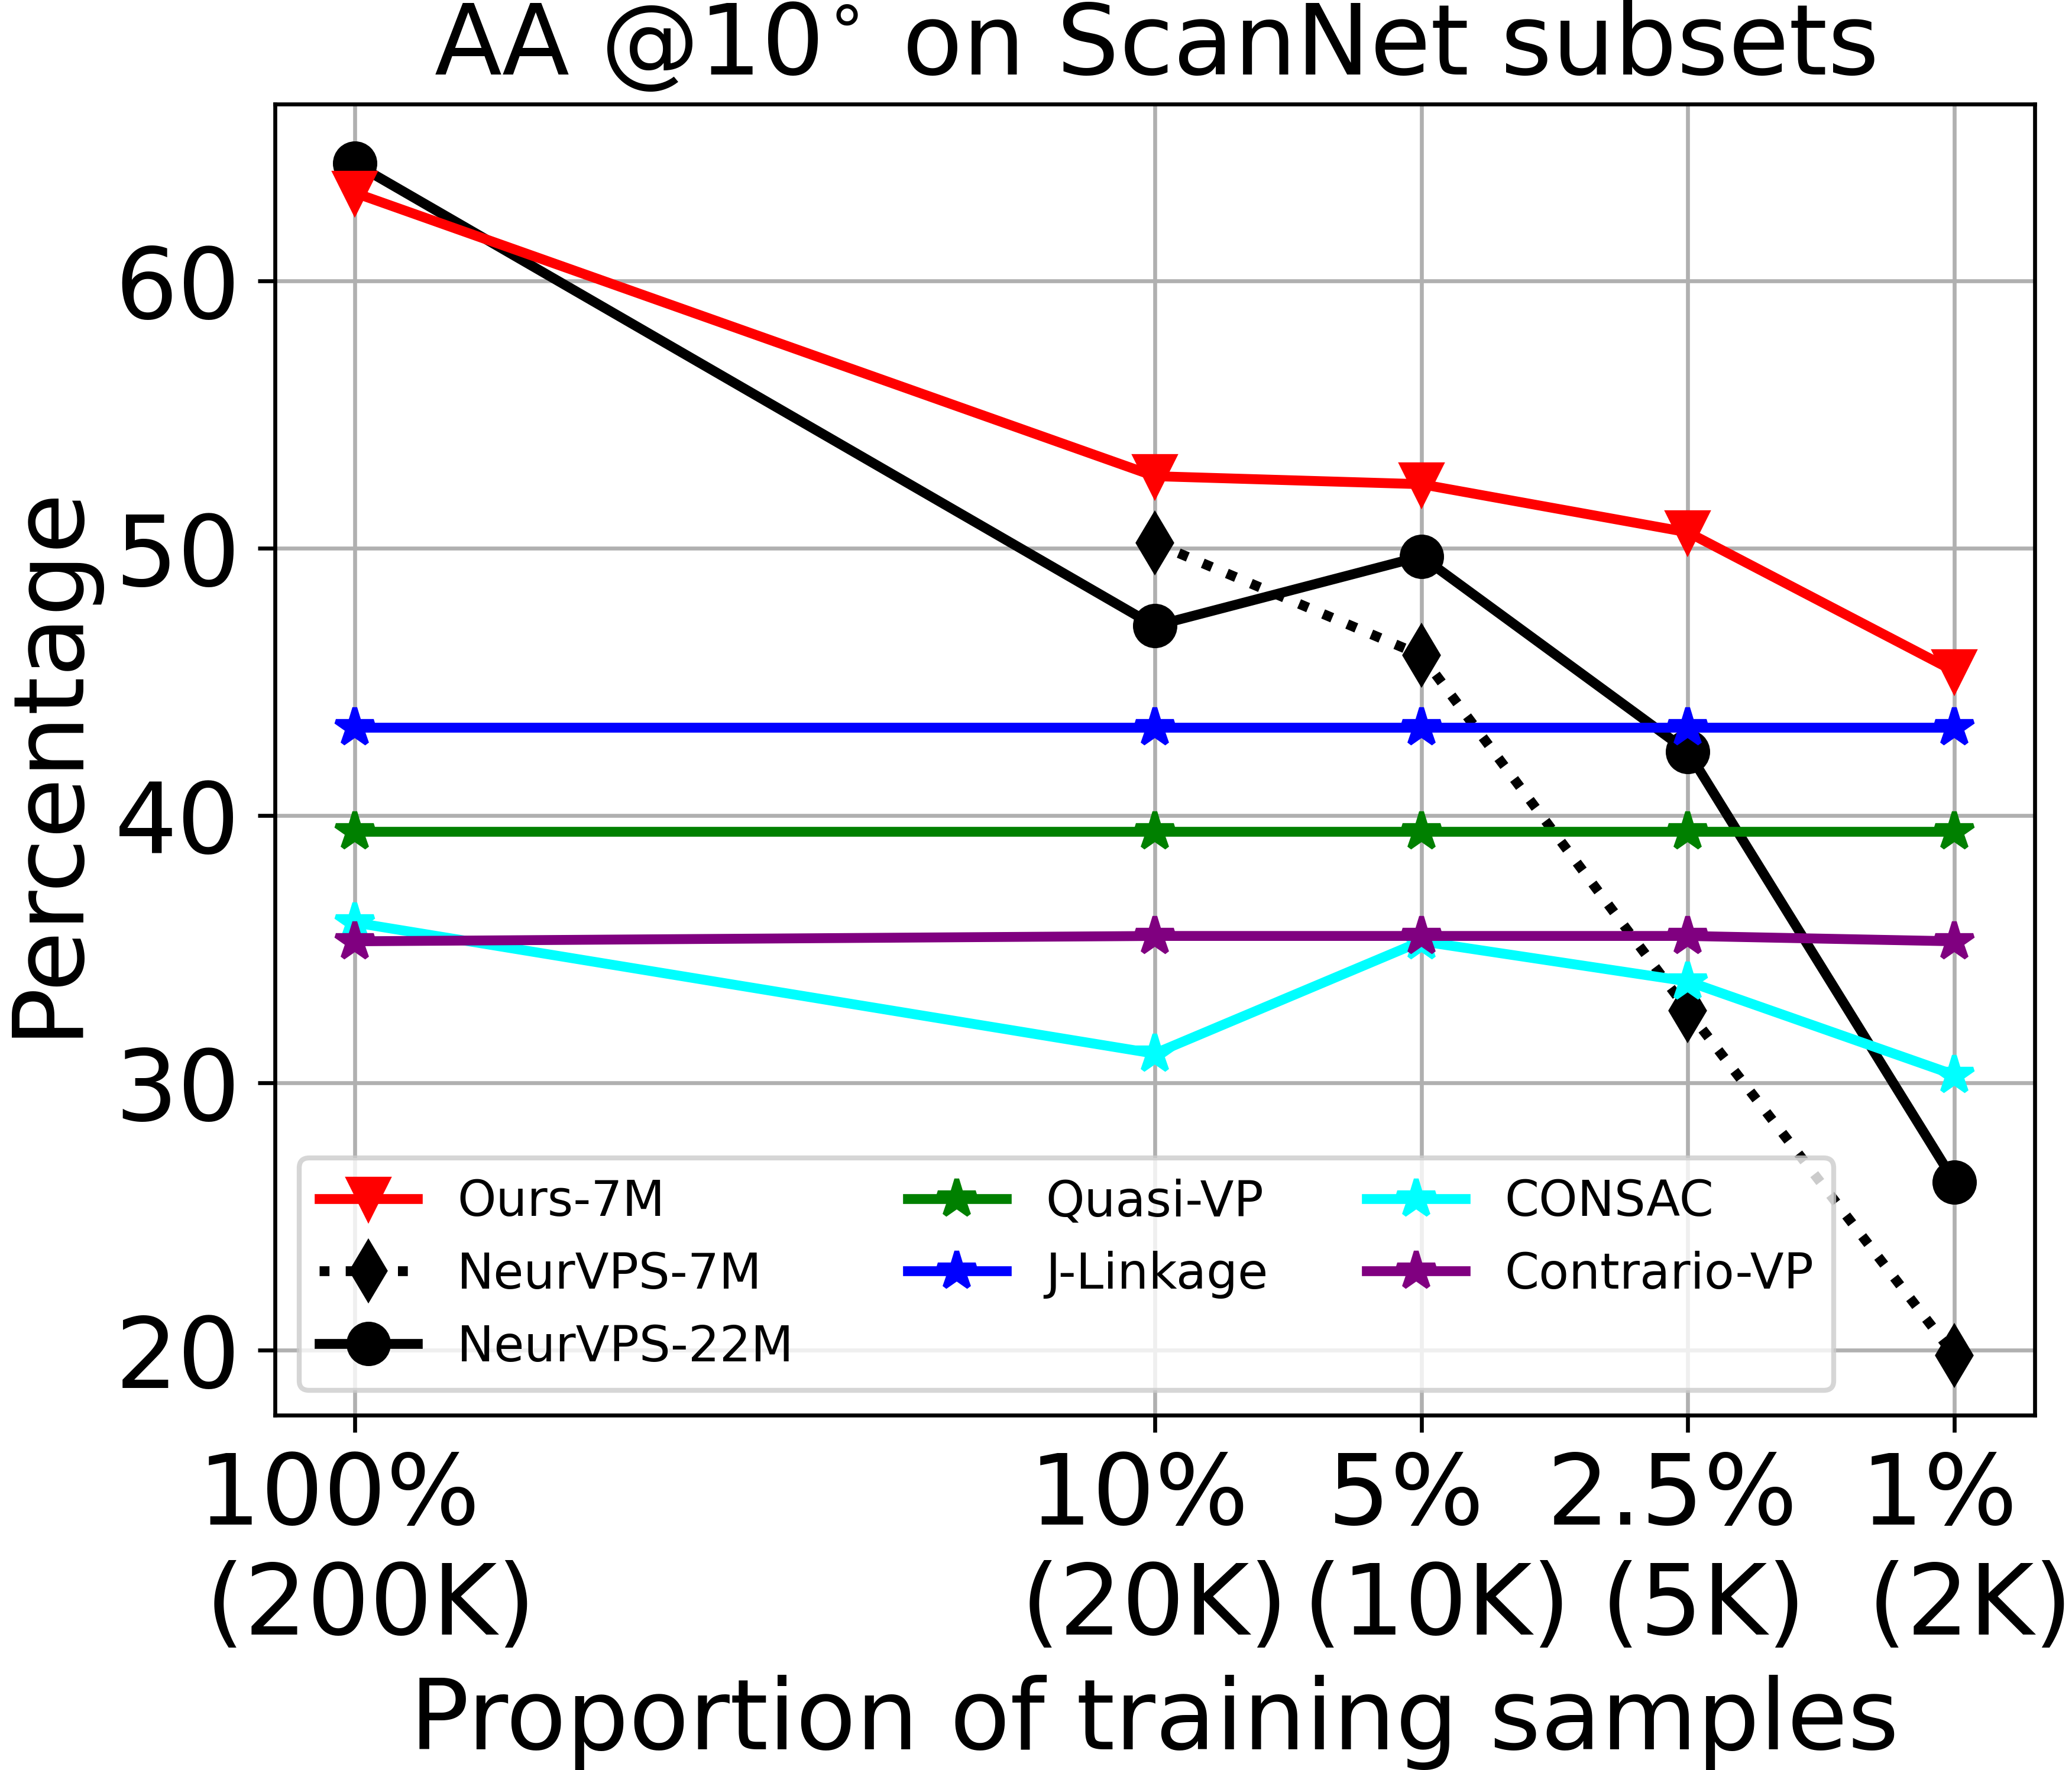 AA @10° on ScanNet subsets
Percentage
60
50
40
30
20
Ours-7M
NeurVPS-7M
NeurVPS-22M
Quasi-VP
J-Linkage
CONSAC
Contrario-VP
100% 10% 5% 2.5% 1%
(200K) (20K) (10K) (5K) (2K)
Proportion of training samples